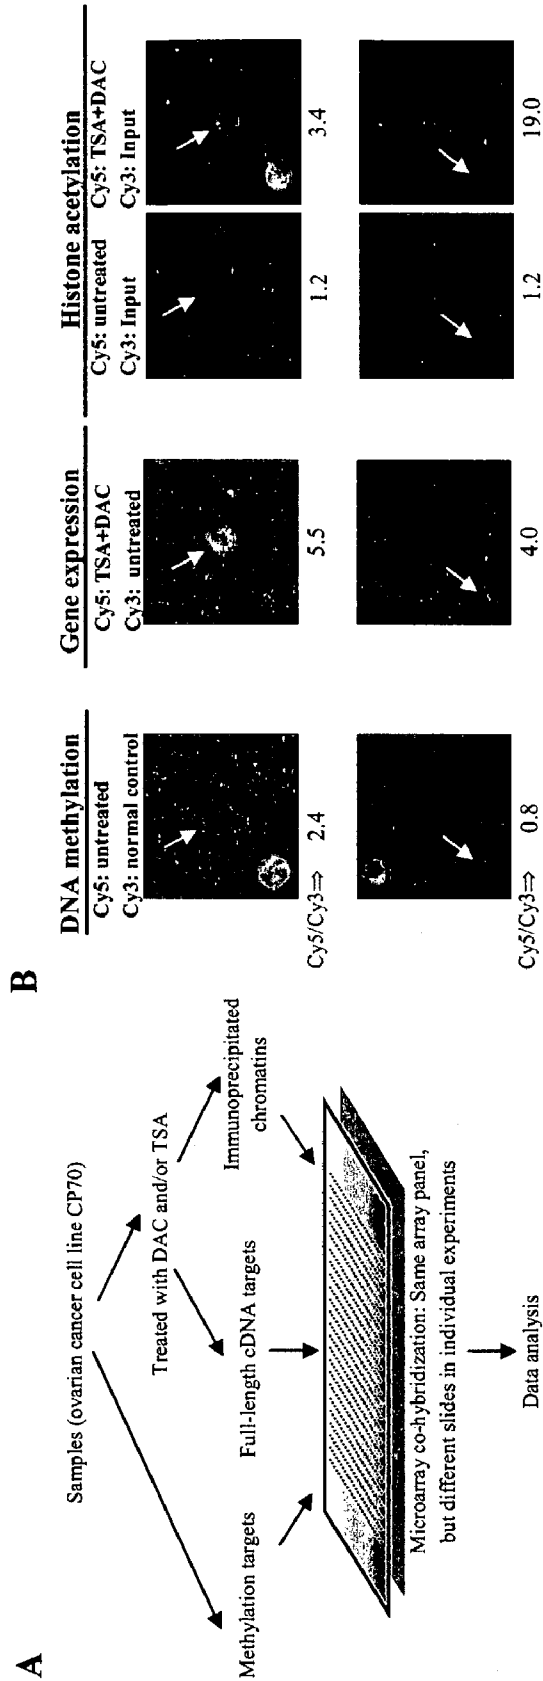 A
Samples (ovarian cancer cell line CP70)
Treated with DAC and/or TSA
Methylation targets
Full-length cDNA targets
Immunoprecipitated
chromatins
Microarray co-hybridization: Same array panel,
but different slides in individual experiments
Data analysis
B
DNA methylation
Cy5: untreated
Cy3: normal control
Gene expression
Cy5: TSA+DAC
Cy3: untreated
Histone acetylation
Cy5: untreated
Cy3: Input
Cy5: TSA+DAC
Cy3: Input
Cy5/Cy3⇒ 2.4
5.5
1.2
3.4
Cy5/Cy3⇒ 0.8
4.0
1.2
19.0